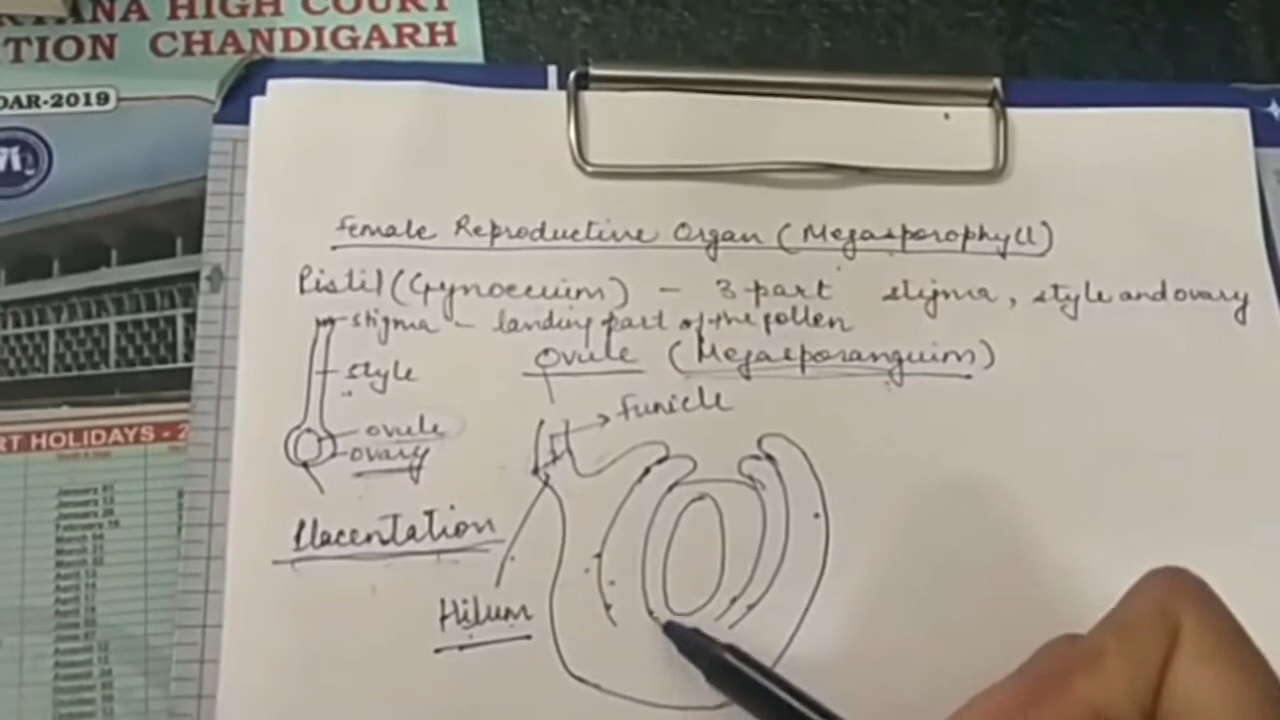 ANA HIGH COURT
TION CHANDIGARH
DAR-2019
RT HOLIDAYS - 2
Female Reproductive Organ (Megasporophyll)
Pistil (Gynoecium) - 3 part stigma, style and ovary
stigma - landing part of the pollen
Ovule (Megasporanguim)
style
Funicle
ovule
ovary
Placentation
Hilum